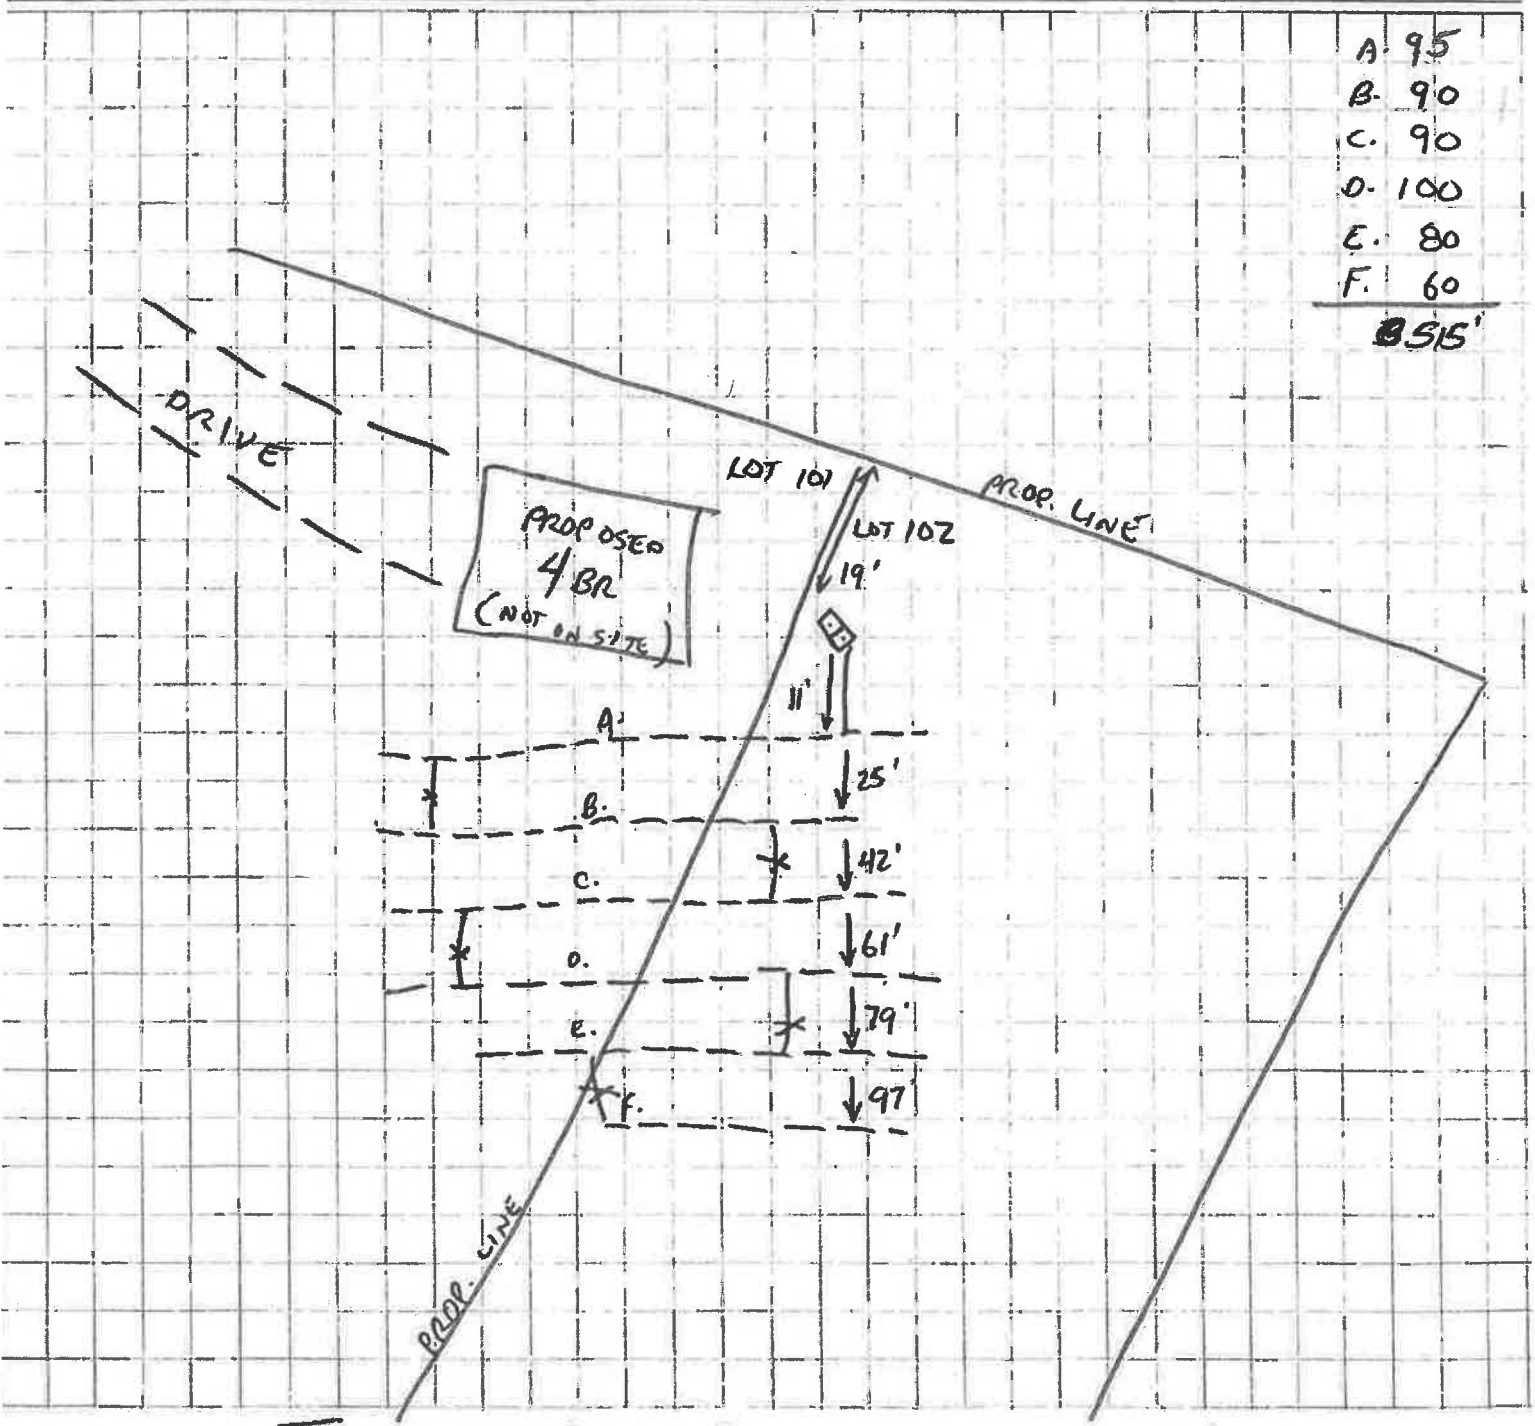 A. 95
B. 90
C. 90
D. 100
E. 80
F. 60
515'
DRIVE
PROPOSED
4 BR
(NOT ON SITE)
LOT 101
LOT 102
19'
PROP. LINE
11'
A.
25'
B.
42'
C.
61'
D.
79'
E.
97'
F.
PROP. LINE